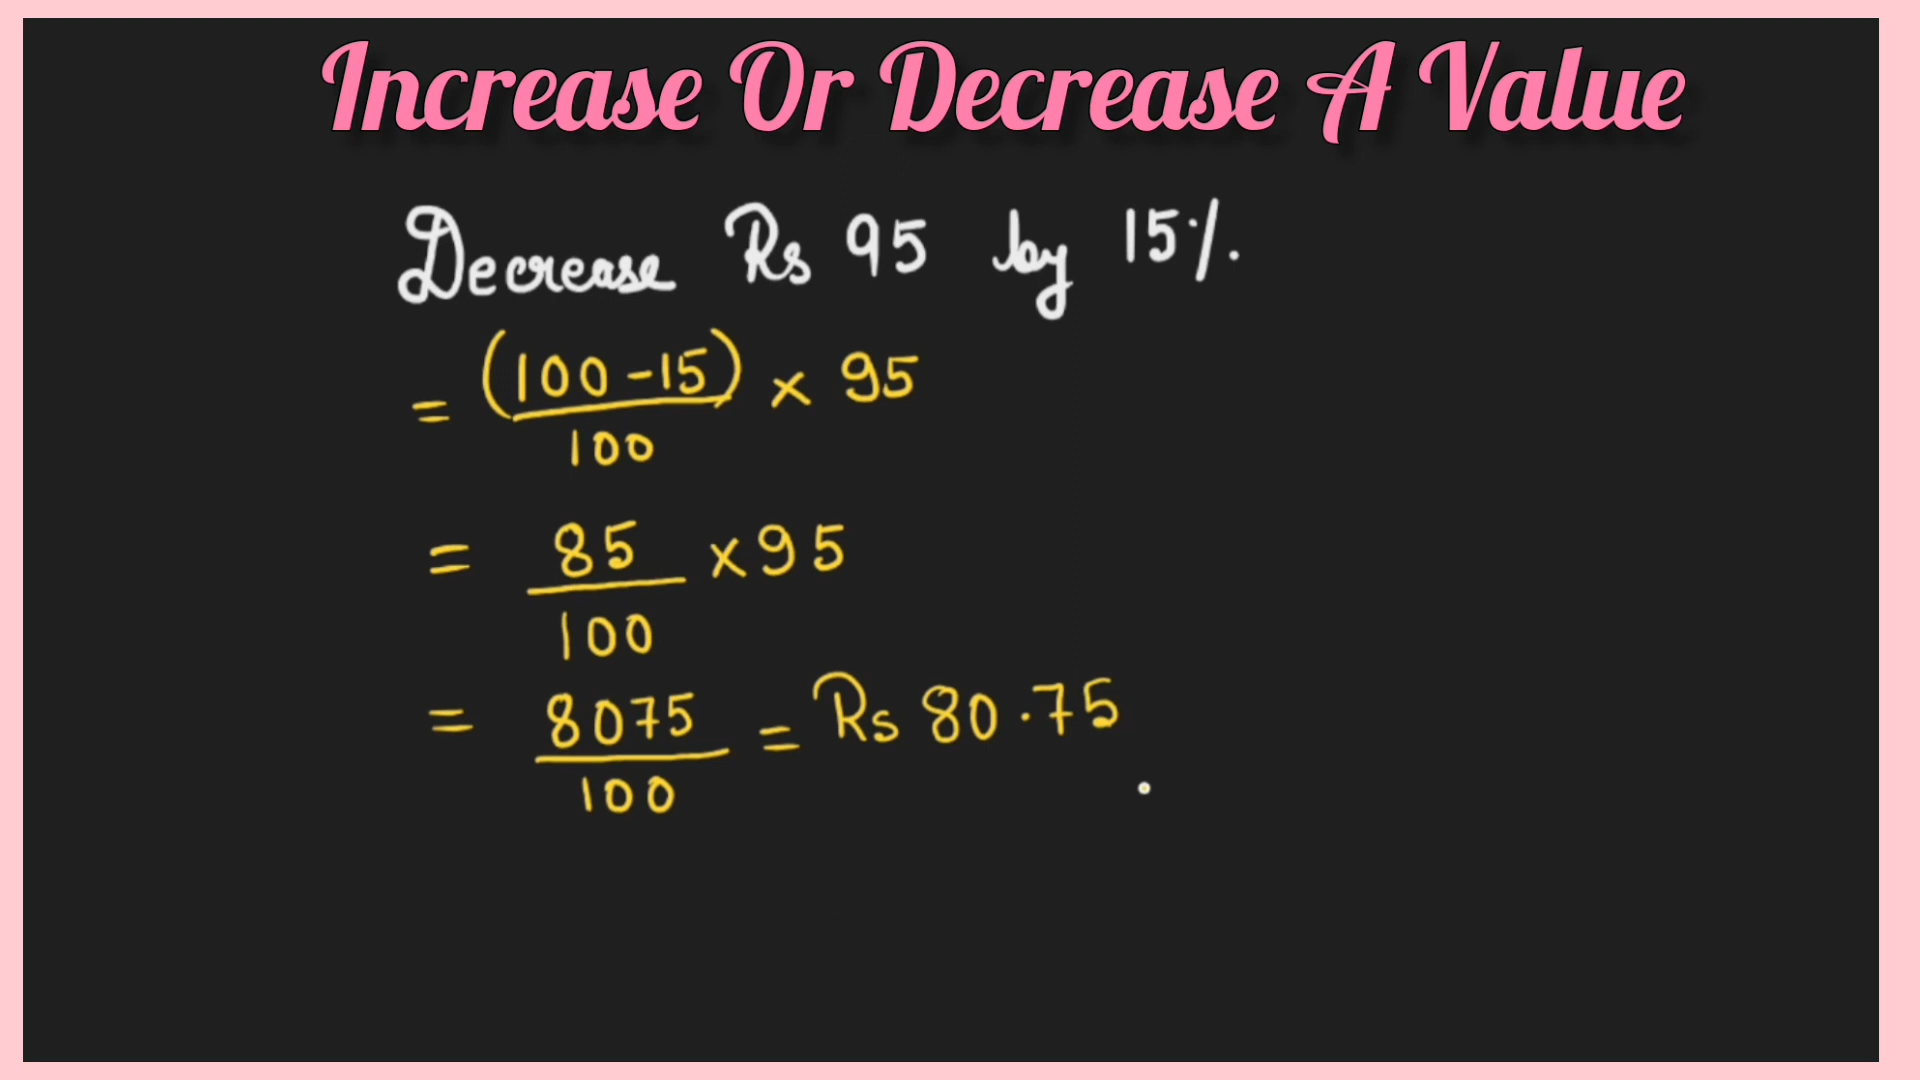 Increase Or Decrease A Value
Decrease Rs 95 by 15%.
= (100-15)/100 × 95
= 85/100 ×95
= 8075/100 = Rs 80.75